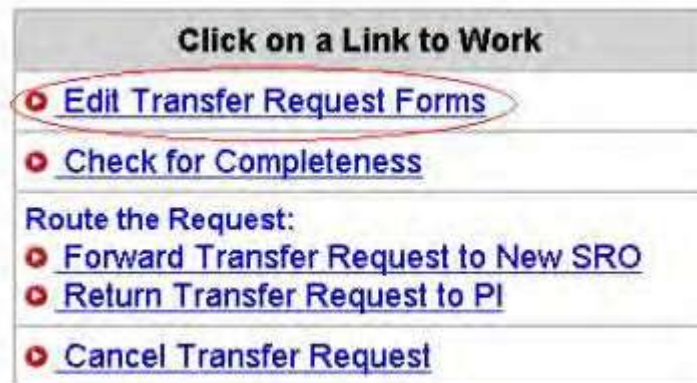 Click on a Link to Work
Edit Transfer Request Forms
Check for Completeness
Route the Request:
Forward Transfer Request to New SRO
Return Transfer Request to PI
Cancel Transfer Request